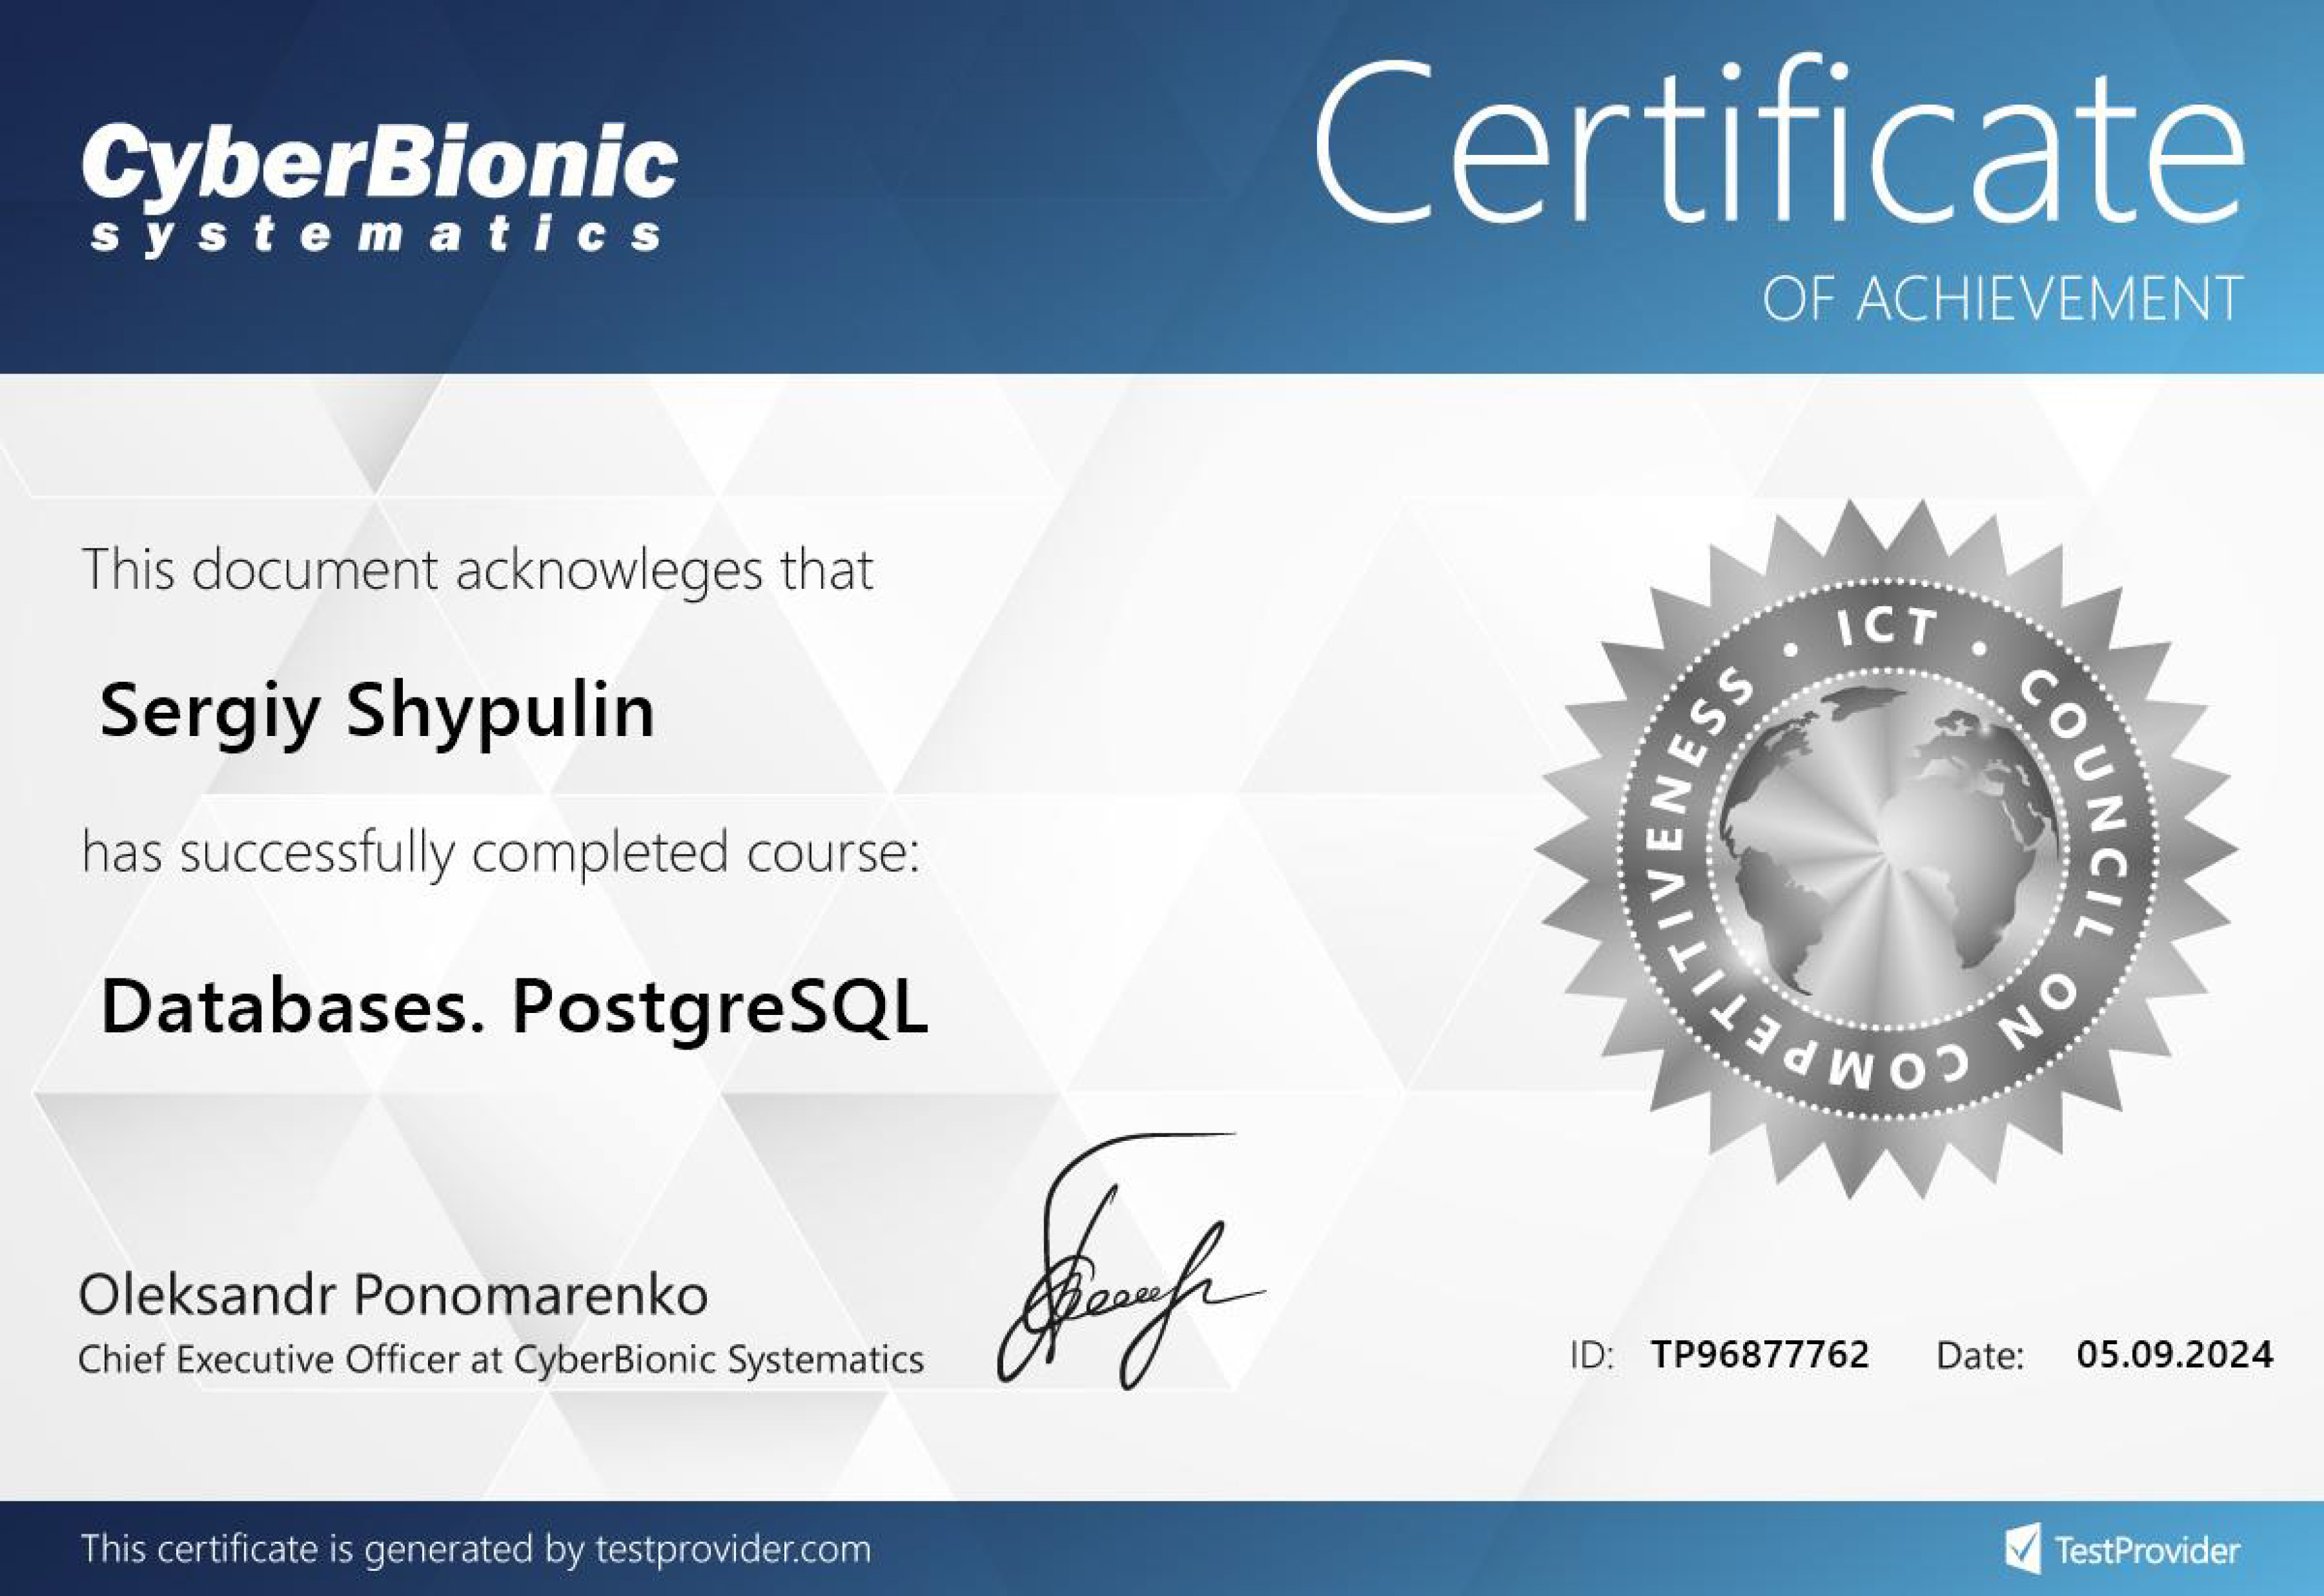 CyberBionic
systematics
Certificate
OF ACHIEVEMENT
This document acknowleges that
Sergiy Shypulin
has successfully completed course:
Databases. PostgreSQL
• ICT • COUNCIL ON COMPETITIVENESS
Oleksandr Ponomarenko
Chief Executive Officer at CyberBionic Systematics
ID: TP96877762 Date: 05.09.2024
This certificate is generated by testprovider.com
TestProvider